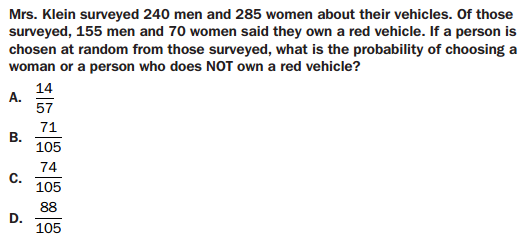 Mrs. Klein surveyed 240 men and 285 women about their vehicles. Of those
surveyed, 155 men and 70 women said they own a red vehicle. If a person is
chosen at random from those surveyed, what is the probability of choosing a
woman or a person who does NOT own a red vehicle?
A. 14/57
B. 71/105
C. 74/105
D. 88/105